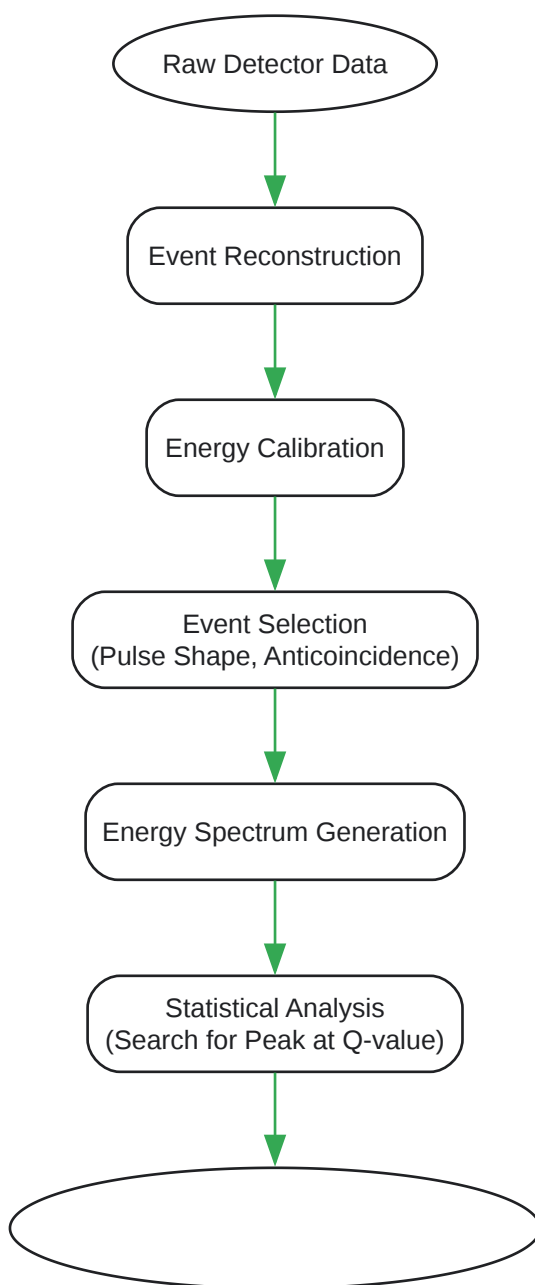 Raw Detector Data
Event Reconstruction
Energy Calibration
Event Selection
(Pulse Shape, Anticoincidence)
Energy Spectrum Generation
Statistical Analysis
(Search for Peak at Q-value)